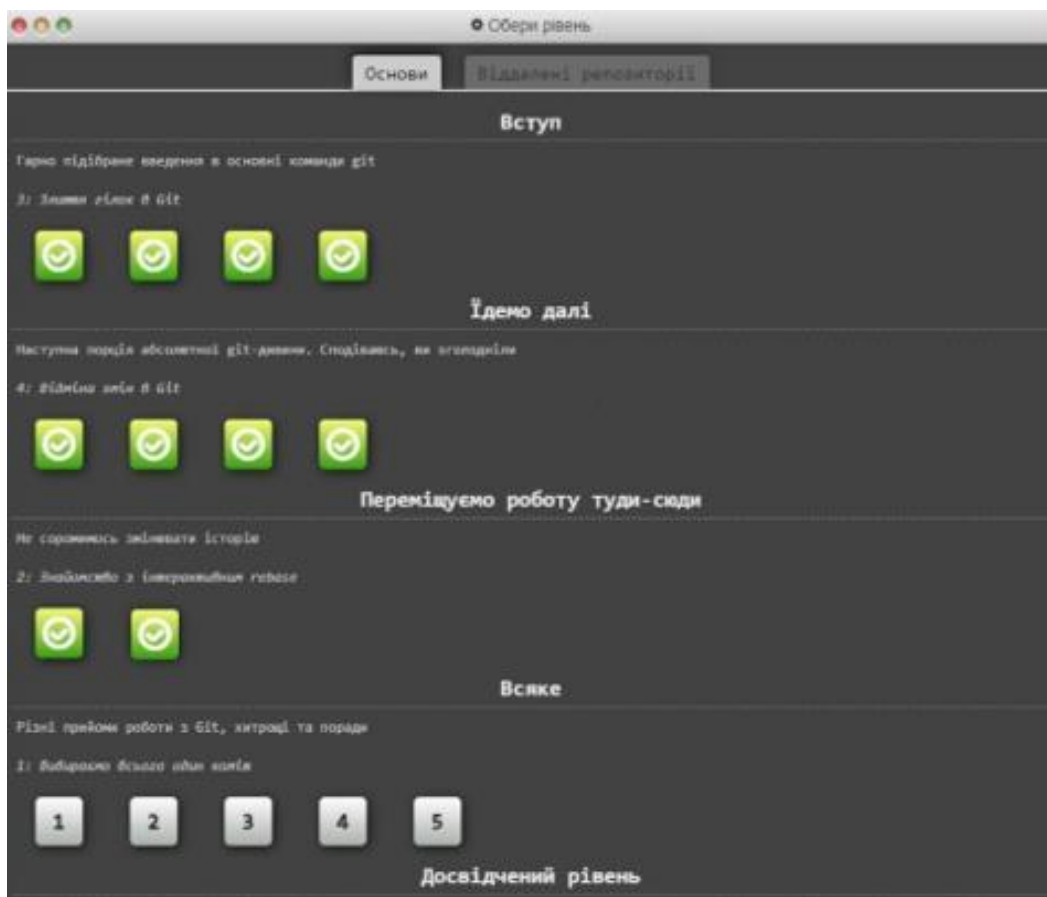 Обери рівень
Основи
Віддалені репозиторії
Вступ
Гарно підібране введення в основні команди git
3: Злиття гілок в Git
Їдемо далі
Наступна порція абсолютної git-дивини. Сподіваюсь, ви зголодніли
4: Відміна змін в Git
Переміщуємо роботу туди-сюди
Не соромимось змінювати історію
2: Знайомство з інтерактивним rebase
Всяке
Різні прийоми роботи з Git, хитрощі та поради
1: Вибираємо всього один коміт
1 2 3 4 5
Досвідчений рівень